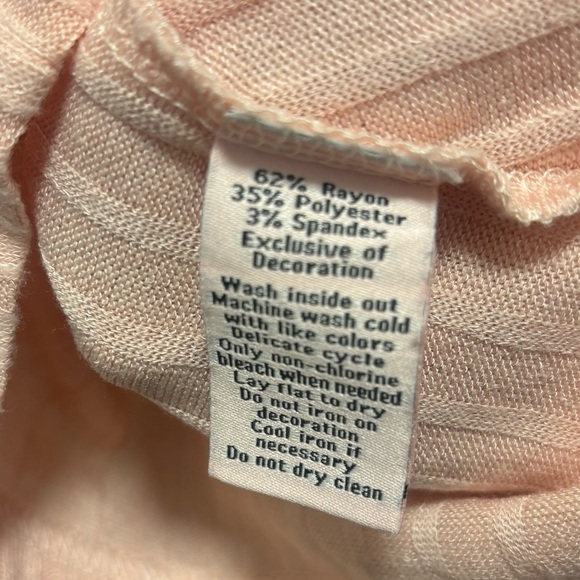 62% Rayon
35% Polyester
3% Spandex
Exclusive of
Decoration
Wash inside out
Machine wash cold
with like colors
Delicate cycle
Only non-chlorine
bleach when needed
Lay flat to dry
Do not iron on
decoration
Cool iron if
necessary
Do not dry clean